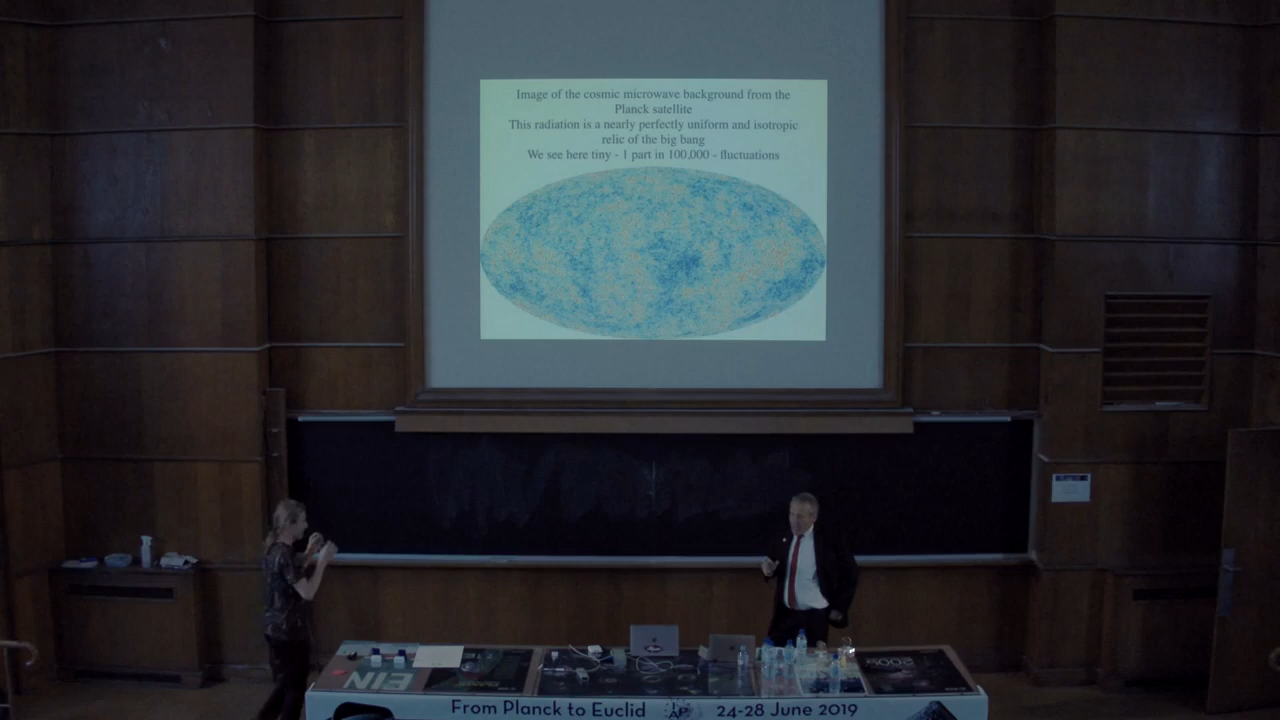 Image of the cosmic microwave background from the
Planck satellite
This radiation is a nearly perfectly uniform and isotropic
relic of the big bang
We see here tiny - 1 part in 100,000 - fluctuations
EIN
2009
From Planck to Euclid 24-28 June 2019